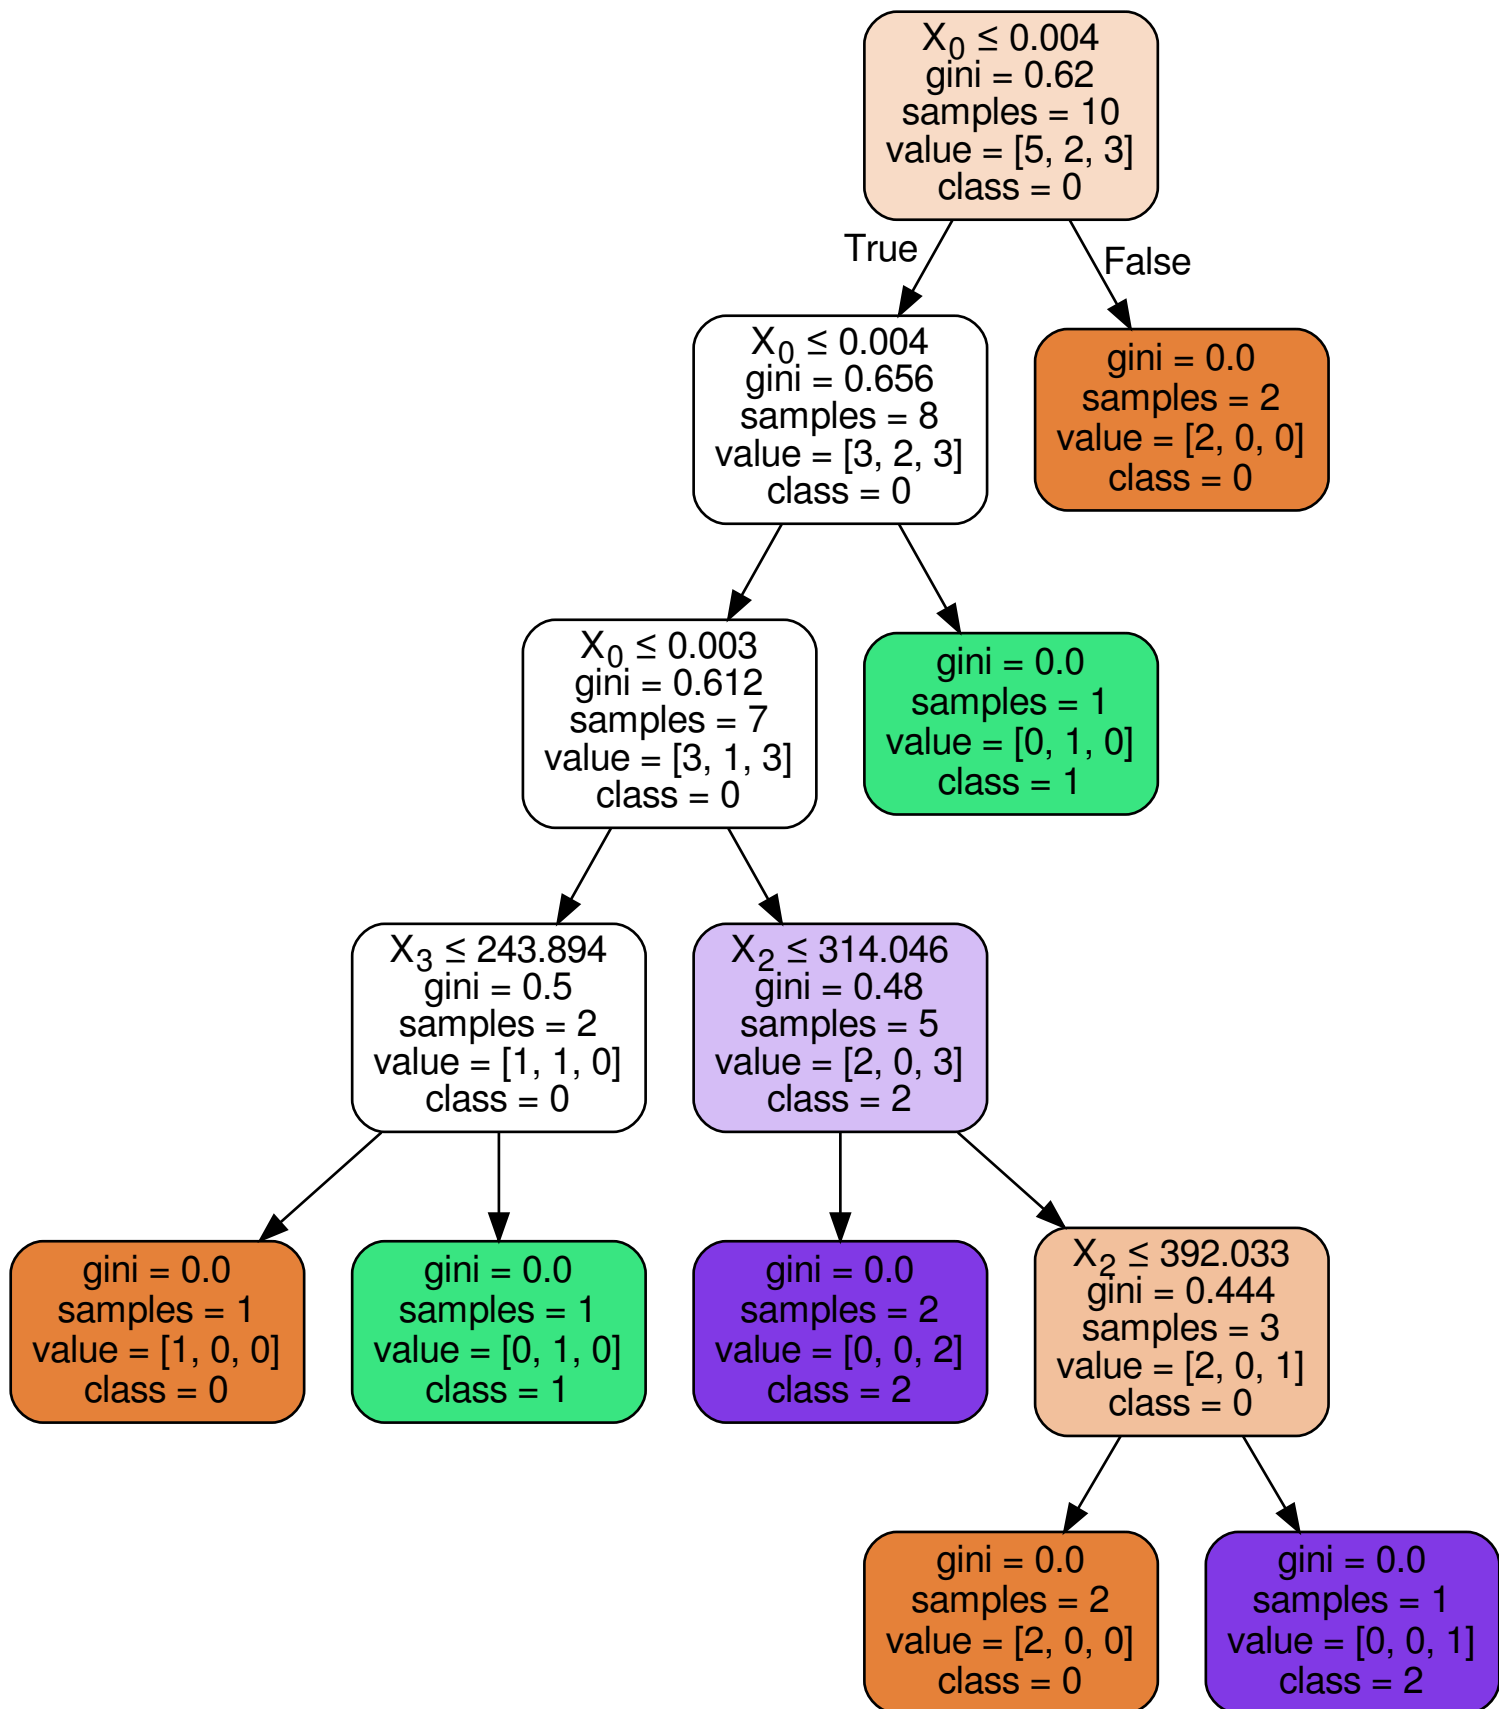 X₀ ≤ 0.004
gini = 0.62
samples = 10
value = [5, 2, 3]
class = 0
True
False
X₀ ≤ 0.004
gini = 0.656
samples = 8
value = [3, 2, 3]
class = 0
gini = 0.0
samples = 2
value = [2, 0, 0]
class = 0
X₀ ≤ 0.003
gini = 0.612
samples = 7
value = [3, 1, 3]
class = 0
gini = 0.0
samples = 1
value = [0, 1, 0]
class = 1
X₃ ≤ 243.894
gini = 0.5
samples = 2
value = [1, 1, 0]
class = 0
X₂ ≤ 314.046
gini = 0.48
samples = 5
value = [2, 0, 3]
class = 2
gini = 0.0
samples = 1
value = [1, 0, 0]
class = 0
gini = 0.0
samples = 1
value = [0, 1, 0]
class = 1
gini = 0.0
samples = 2
value = [0, 0, 2]
class = 2
X₂ ≤ 392.033
gini = 0.444
samples = 3
value = [2, 0, 1]
class = 0
gini = 0.0
samples = 2
value = [2, 0, 0]
class = 0
gini = 0.0
samples = 1
value = [0, 0, 1]
class = 2